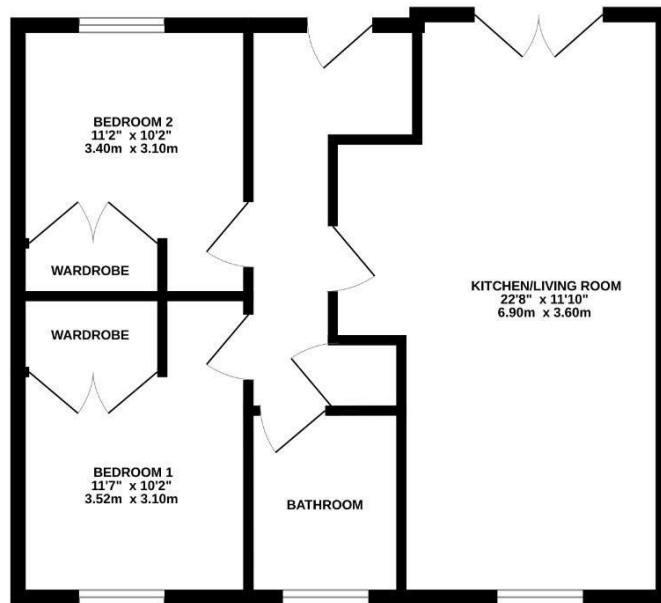 BEDROOM 2
11'2" x 10'2"
3.40m x 3.10m
WARDROBE
WARDROBE
KITCHEN/LIVING ROOM
22'8" x 11'10"
6.90m x 3.60m
BEDROOM 1
11'7" x 10'2"
3.52m x 3.10m
BATHROOM